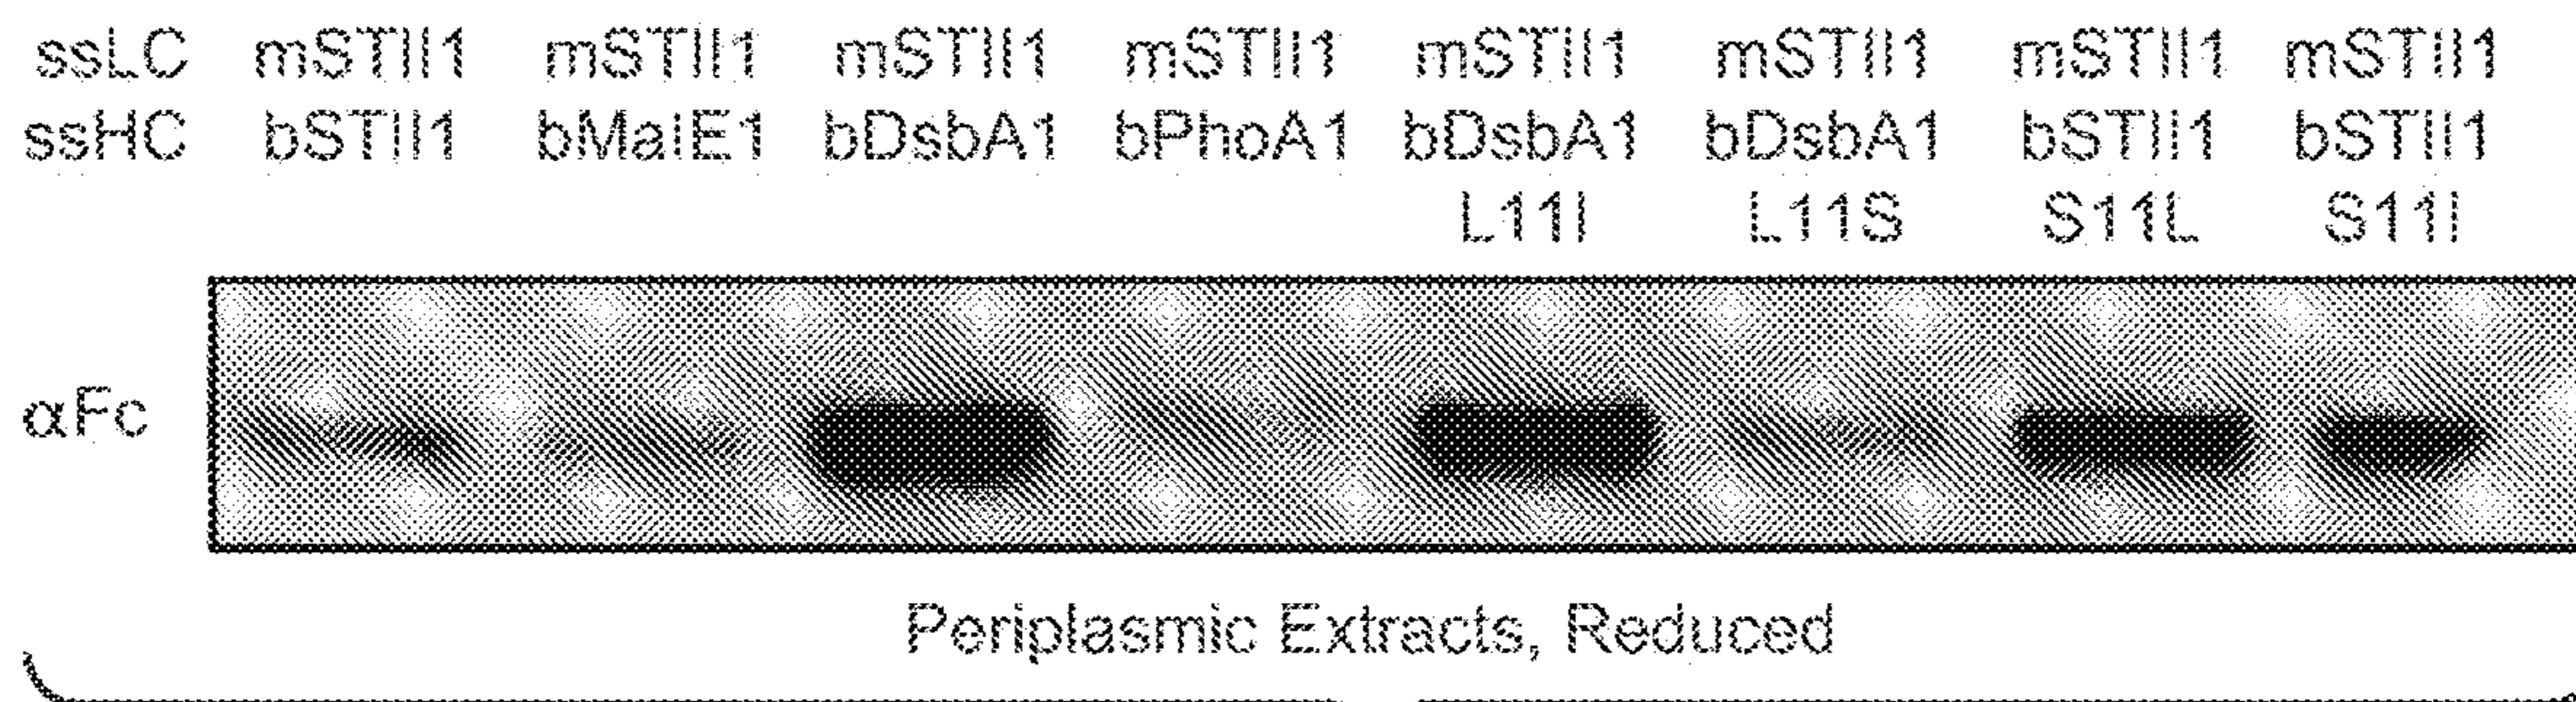 ssLC mSTII1 mSTII1 mSTII1 mSTII1 mSTII1 mSTII1 mSTII1 mSTII1
ssHC bSTII1 bMalE1 bDsbA1 bPhoA1 bDsbA1 bDsbA1 bSTII1 bSTII1
L11I L11S S11L S11I
αFc
Periplasmic Extracts, Reduced